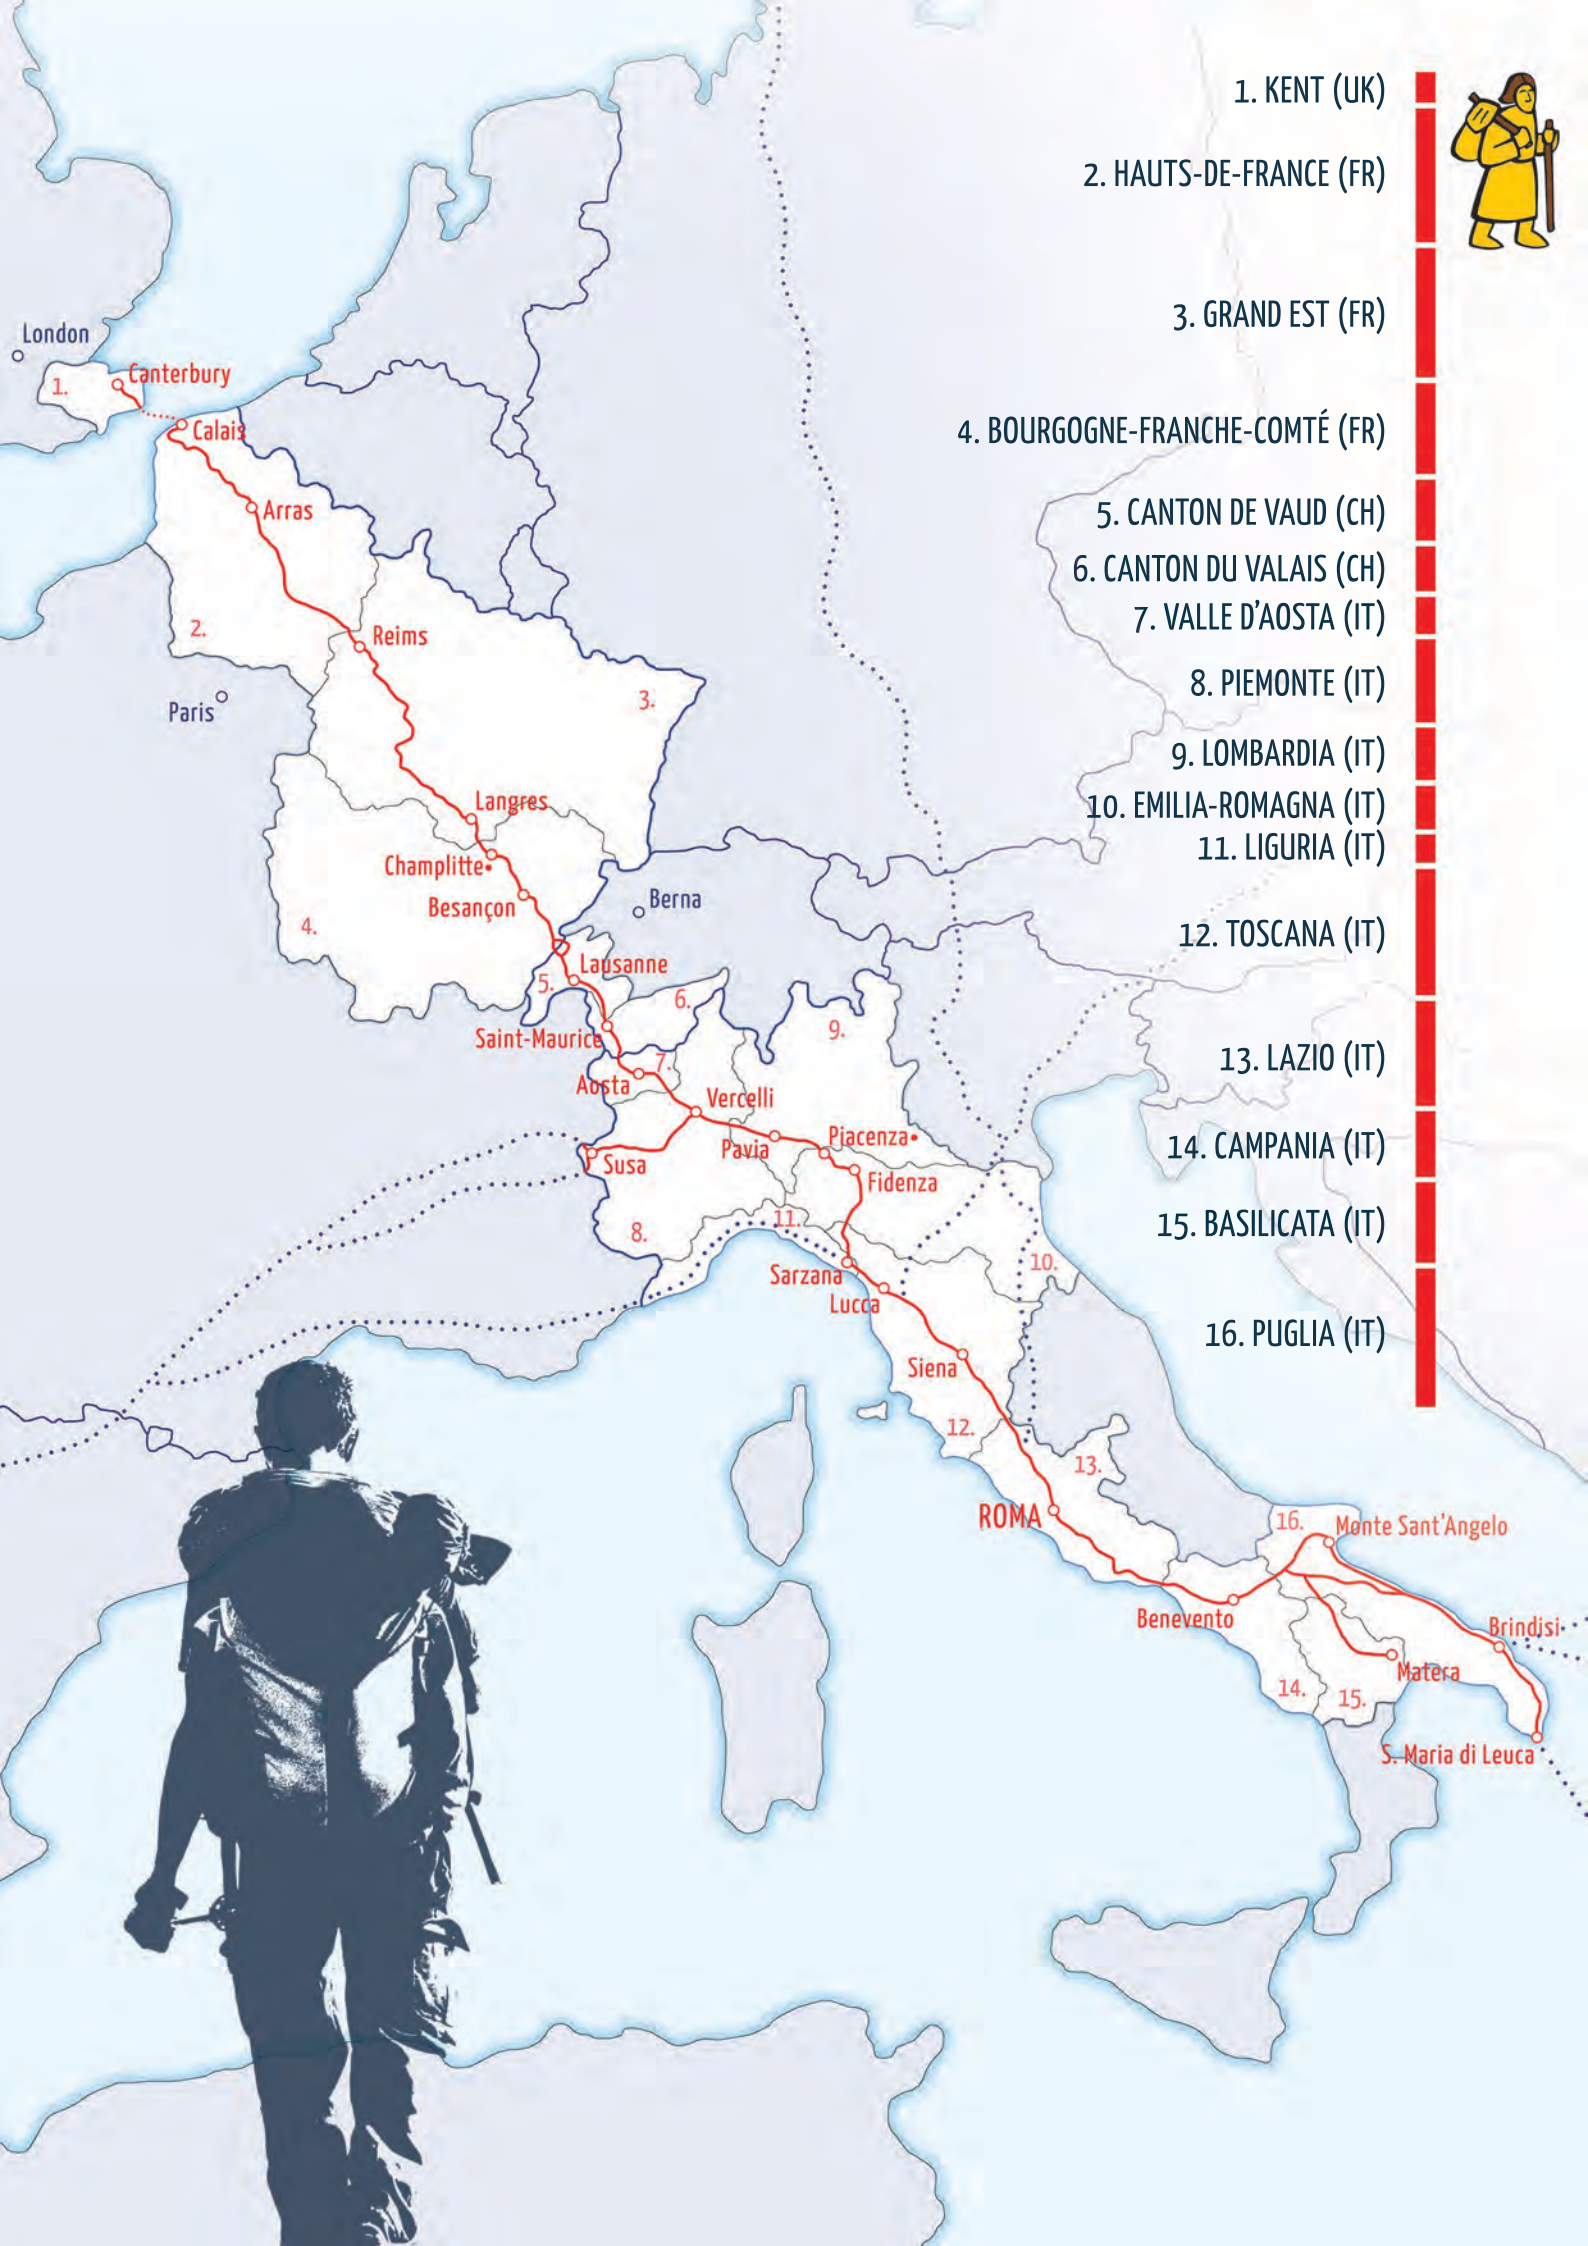 1. KENT (UK)
2. HAUTS-DE-FRANCE (FR)
3. GRAND EST (FR)
4. BOURGOGNE-FRANCHE-COMTÉ (FR)
5. CANTON DE VAUD (CH)
6. CANTON DU VALAIS (CH)
7. VALLE D'AOSTA (IT)
8. PIEMONTE (IT)
9. LOMBARDIA (IT)
10. EMILIA-ROMAGNA (IT)
11. LIGURIA (IT)
12. TOSCANA (IT)
13. LAZIO (IT)
14. CAMPANIA (IT)
15. BASILICATA (IT)
16. PUGLIA (IT)
London
1.
Canterbury
Calais
Arras
2.
Reims
Paris
3.
Langres
Champlitte•
Besançon
Berna
4.
Lausanne
5.
6.
Saint-Maurice
9.
7.
Aosta
Vercelli
Pavia
Piacenza•
Susa
Fidenza
8.
11.
10.
Sarzana
Lucca
Siena
12.
13.
ROMA
16.
Monte Sant'Angelo
Benevento
Brindisi
Matera
14.
15.
S. Maria di Leuca